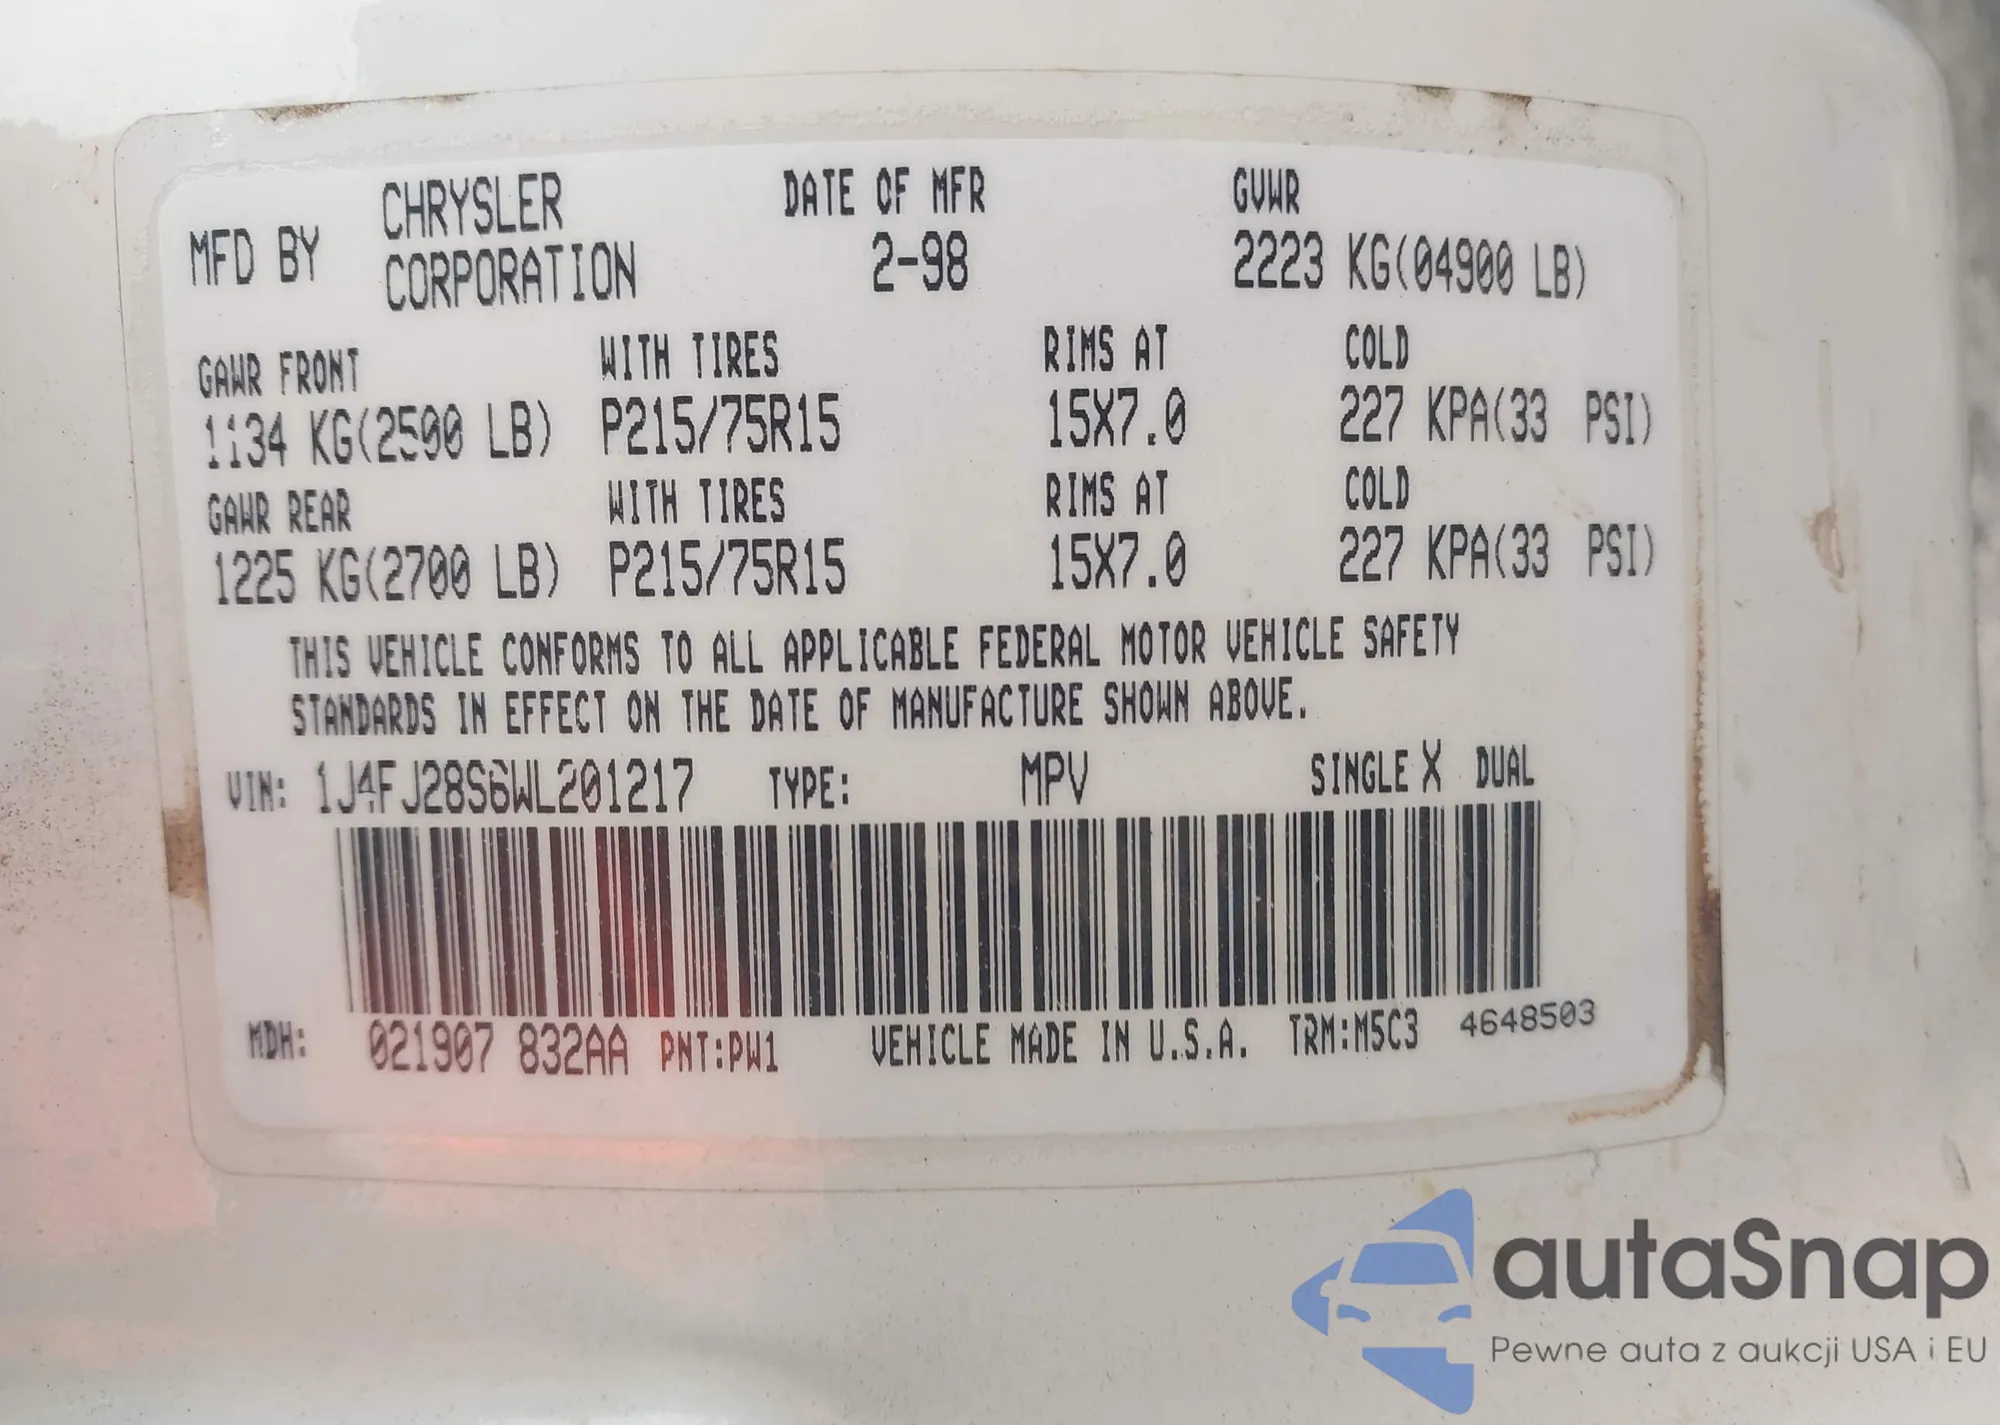 MFD BY CHRYSLER CORPORATION DATE OF MFR 2-98 GVWR 2223 KG(04900 LB)
GAWR FRONT WITH TIRES RIMS AT COLD
1134 KG(2500 LB) P215/75R15 15X7.0 227 KPA(33 PSI)
GAWR REAR WITH TIRES RIMS AT COLD
1225 KG(2700 LB) P215/75R15 15X7.0 227 KPA(33 PSI)
THIS VEHICLE CONFORMS TO ALL APPLICABLE FEDERAL MOTOR VEHICLE SAFETY
STANDARDS IN EFFECT ON THE DATE OF MANUFACTURE SHOWN ABOVE.
VIN: 1J4FJ28S6WL201217 TYPE: MPV SINGLE X DUAL
MDH: 021907 832AA PNT:PW1 VEHICLE MADE IN U.S.A. TRM:M5C3 4648503
autaSnap
Pewne auta z aukcji USA i EU